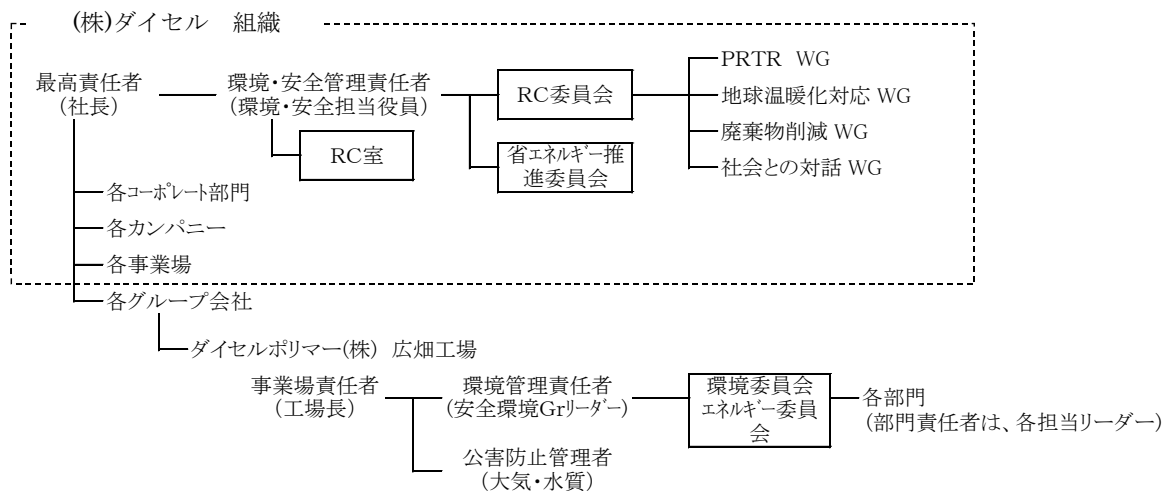 (株)ダイセル 組織
最高責任者
(社長)
環境・安全管理責任者
(環境・安全担当役員)
RC委員会
PRTR WG
地球温暖化対応 WG
廃棄物削減 WG
社会との対話 WG
RC室
省エネルギー推
進委員会
各コーポレート部門
各カンパニー
各事業場
各グループ会社
ダイセルポリマー(株) 広畑工場
事業場責任者
(工場長)
環境管理責任者
(安全環境Grリーダー)
環境委員会
エネルギー委員
会
各部門
(部門責任者は、各担当リーダー)
公害防止管理者
(大気・水質)